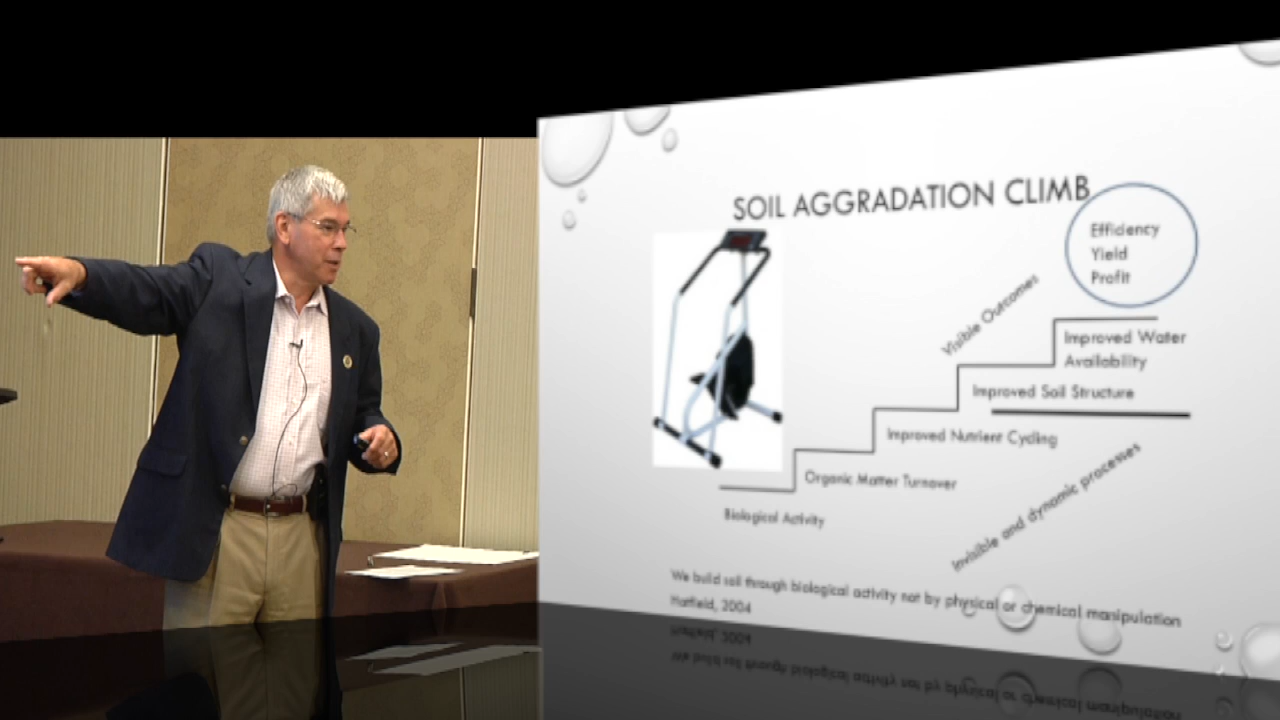 SOIL AGGRADATION CLIMB
Efficiency
Yield
Profit
Visible Outcomes
Improved Water
Availability
Improved Soil Structure
Improved Nutrient Cycling
Organic Matter Turnover
Biological Activity
Invisible and dynamic processes
We build soil through biological activity not by physical or chemical manipulation
Hatfield, 2004